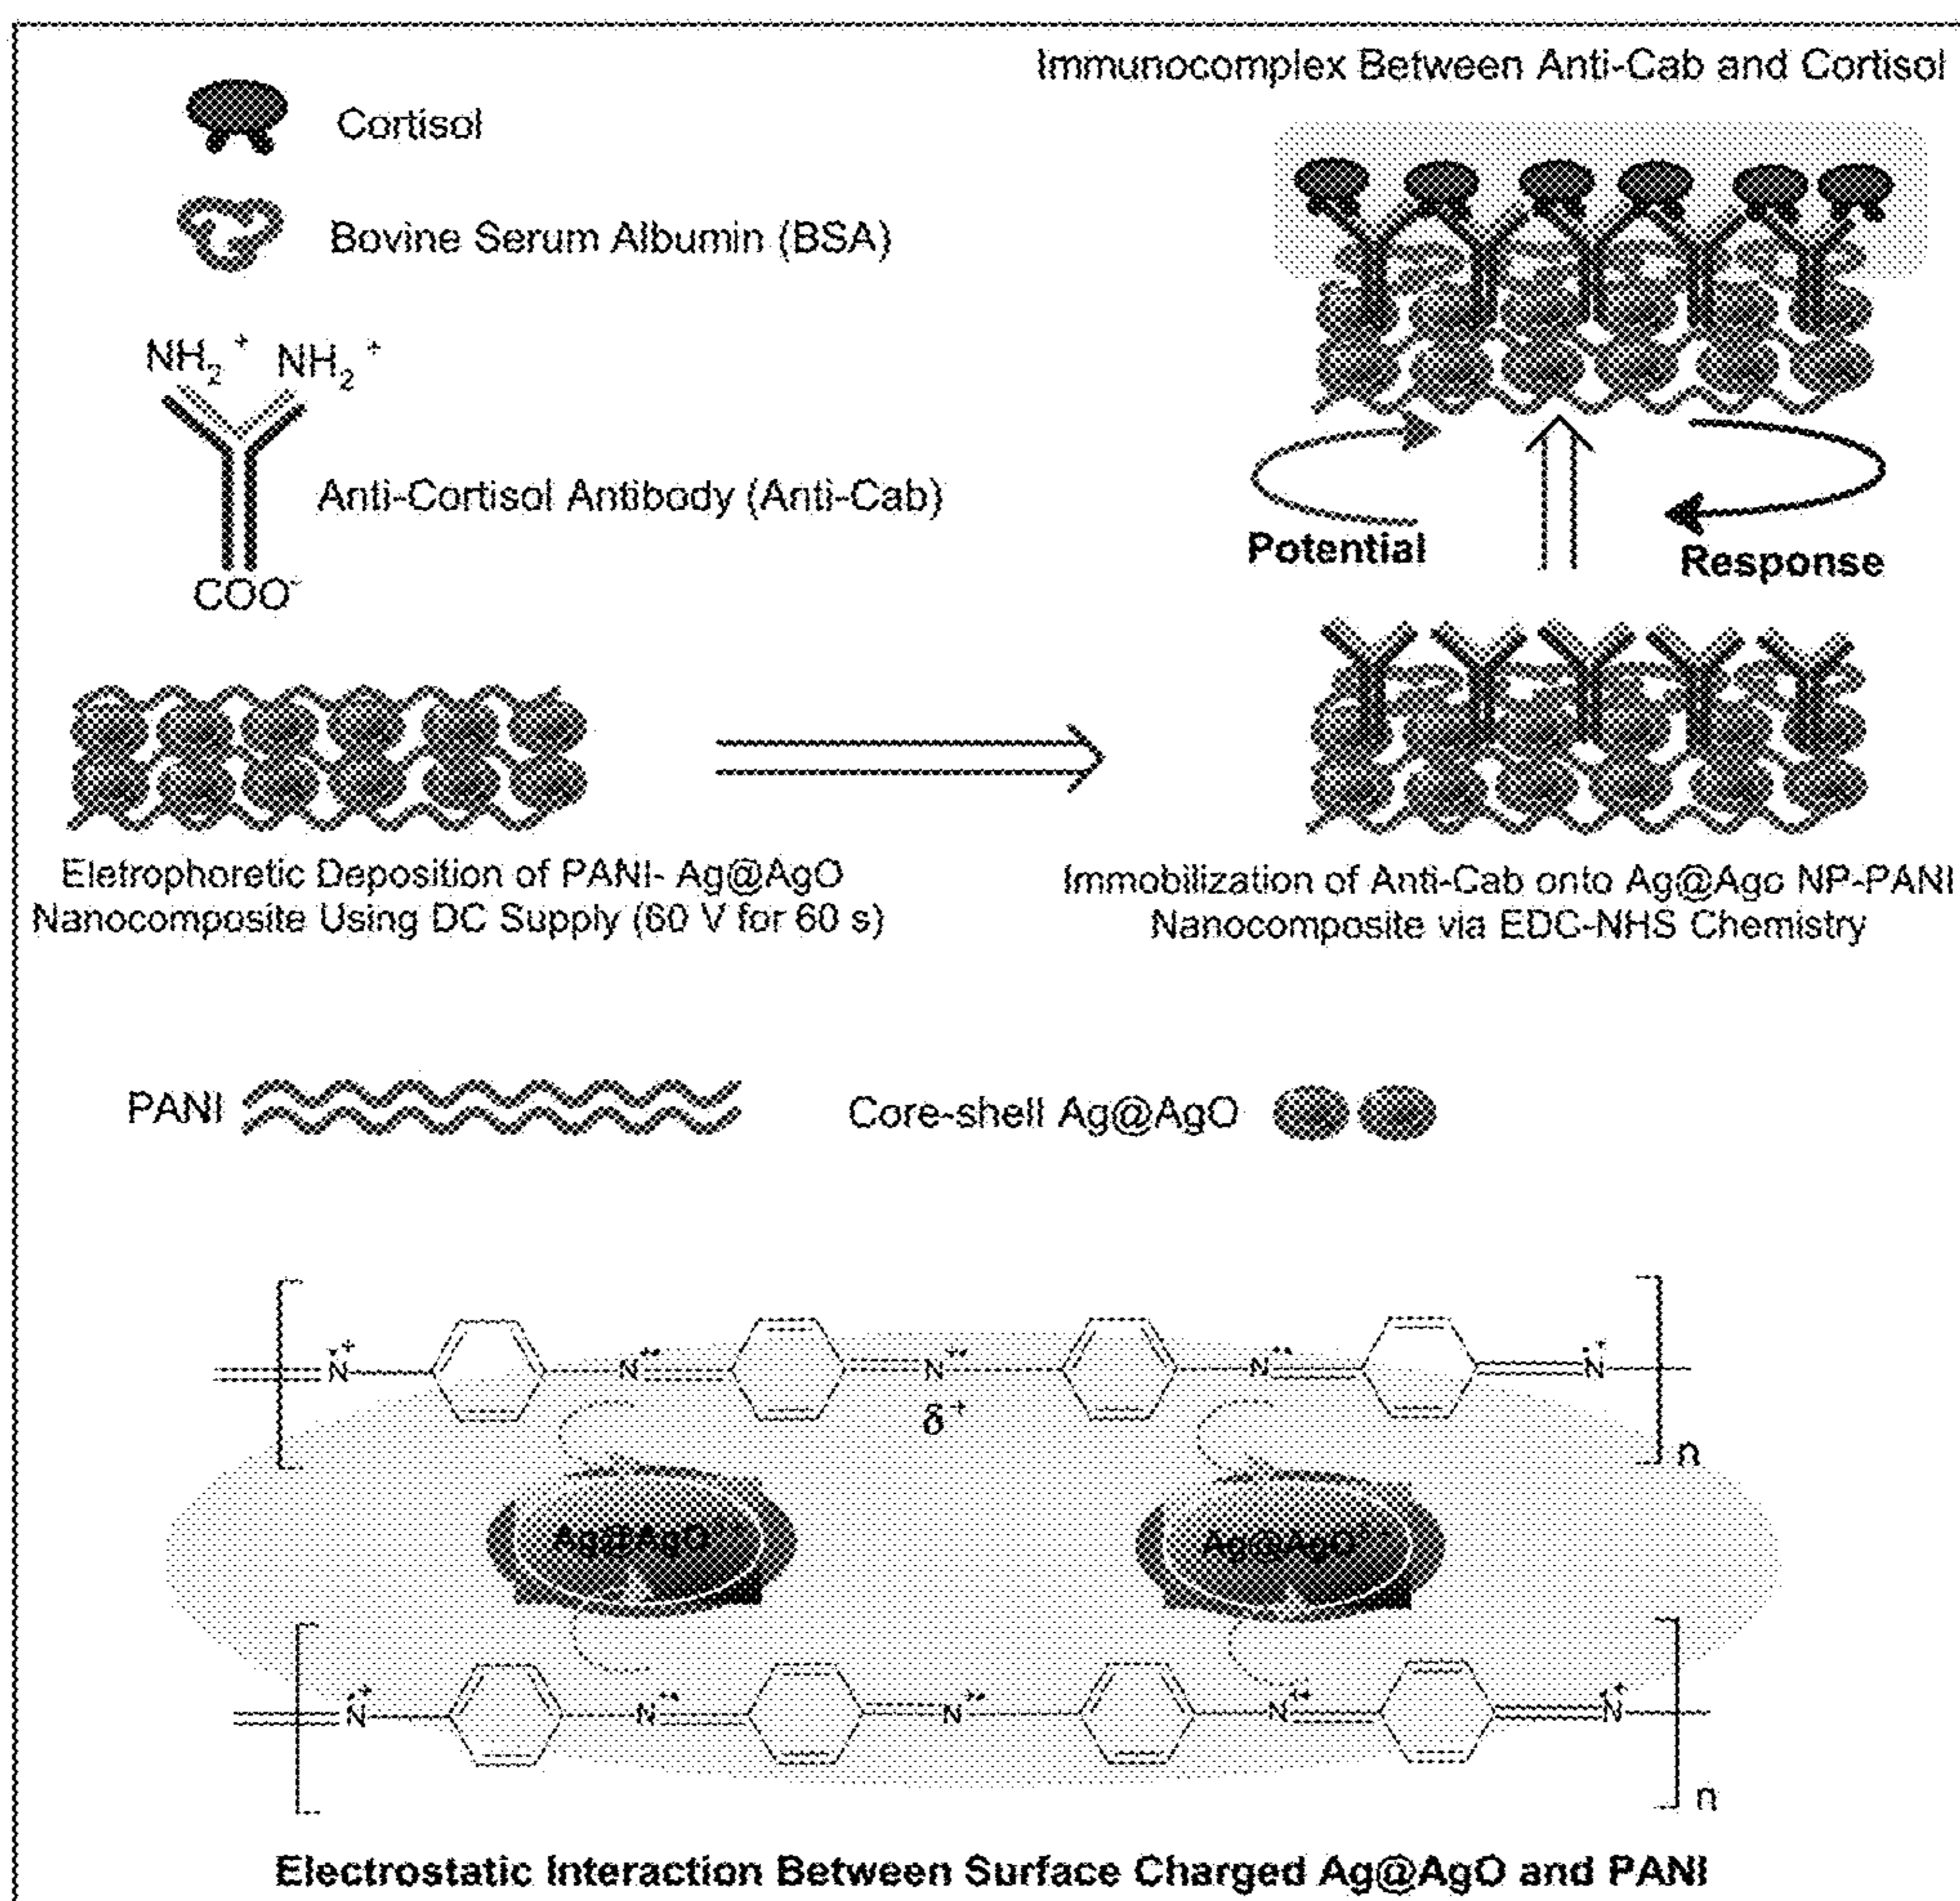 Immunocomplex Between Anti-Cab and Cortisol
Cortisol
Bovine Serum Albumin (BSA)
NH2 + NH2 +
Anti-Cortisol Antibody (Anti-Cab)
COO-
Potential
Response
Eletrophoretic Deposition of PANI- Ag@AgO
Nanocomposite Using DC Supply (60 V for 60 s)
Immobilization of Anti-Cab onto Ag@Ago NP-PANI
Nanocomposite via EDC-NHS Chemistry
PANI
Core-shell Ag@AgO
N N N N N
δ+
n
Ag@AgO Ag@AgO
N N N N N
n
Electrostatic Interaction Between Surface Charged Ag@AgO and PANI